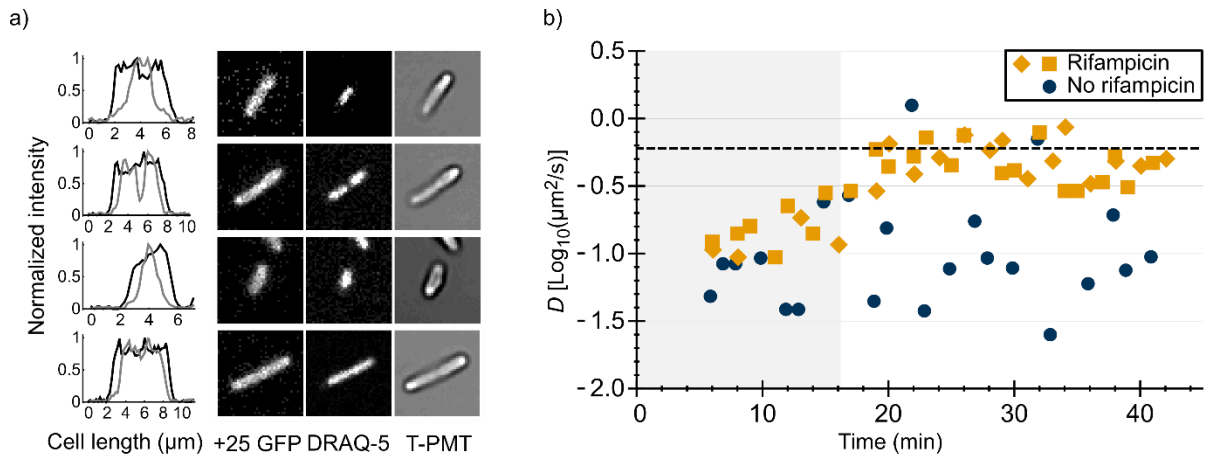 a)
Normalized intensity
1
0.5
0
0 2 4 6 8
1
0.5
0
0 2 4 6 8 10
1
0.5
0
0 2 4 6
1
0.5
0
0 2 4 6 8 10
Cell length (µm)
+25 GFP DRAQ-5 T-PMT
b)
D [Log10(µm²/s)]
0.5
0.0
-0.5
-1.0
-1.5
-2.0
0 10 20 30 40
Time (min)
Rifampicin
No rifampicin